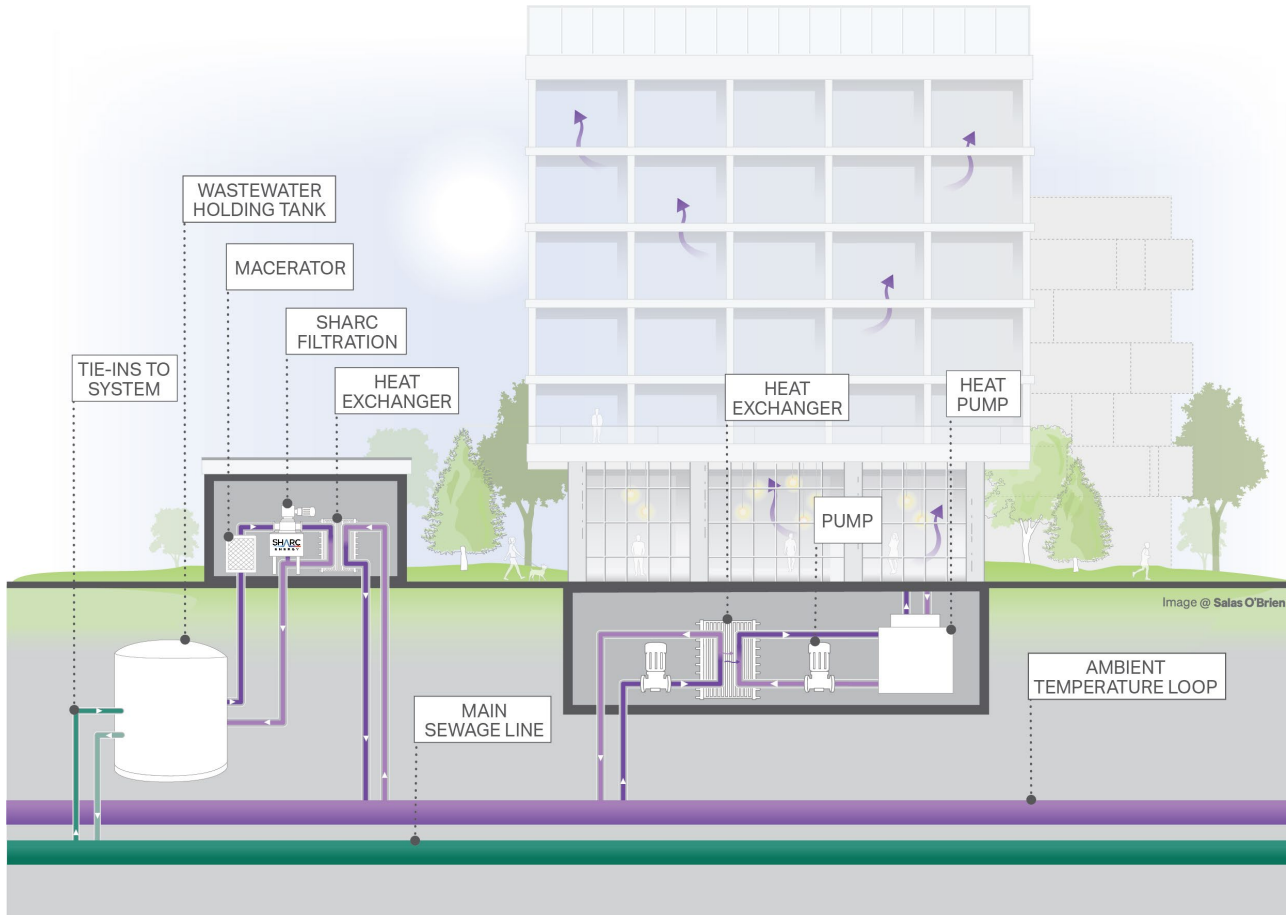 WASTEWATER
HOLDING TANK
MACERATOR
SHARC
FILTRATION
TIE-INS TO
SYSTEM
HEAT
EXCHANGER
HEAT
EXCHANGER
HEAT
PUMP
PUMP
SHARC
ENERGY
Image @ Salas O'Brien
AMBIENT
TEMPERATURE LOOP
MAIN
SEWAGE LINE